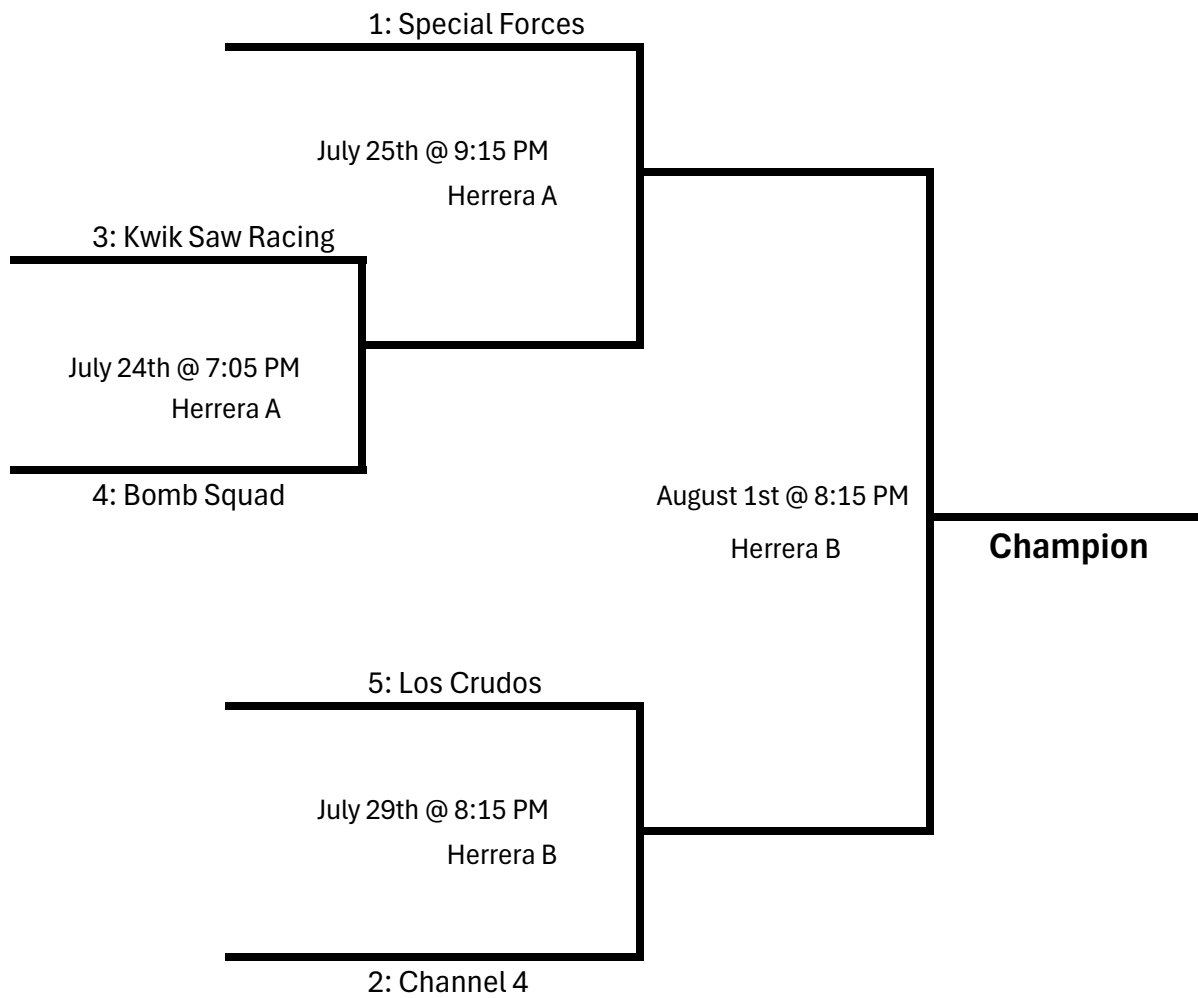 1: Special Forces
July 25th @ 9:15 PM
Herrera A
3: Kwik Saw Racing
July 24th @ 7:05 PM
Herrera A
4: Bomb Squad
August 1st @ 8:15 PM
Herrera B
Champion
5: Los Crudos
July 29th @ 8:15 PM
Herrera B
2: Channel 4